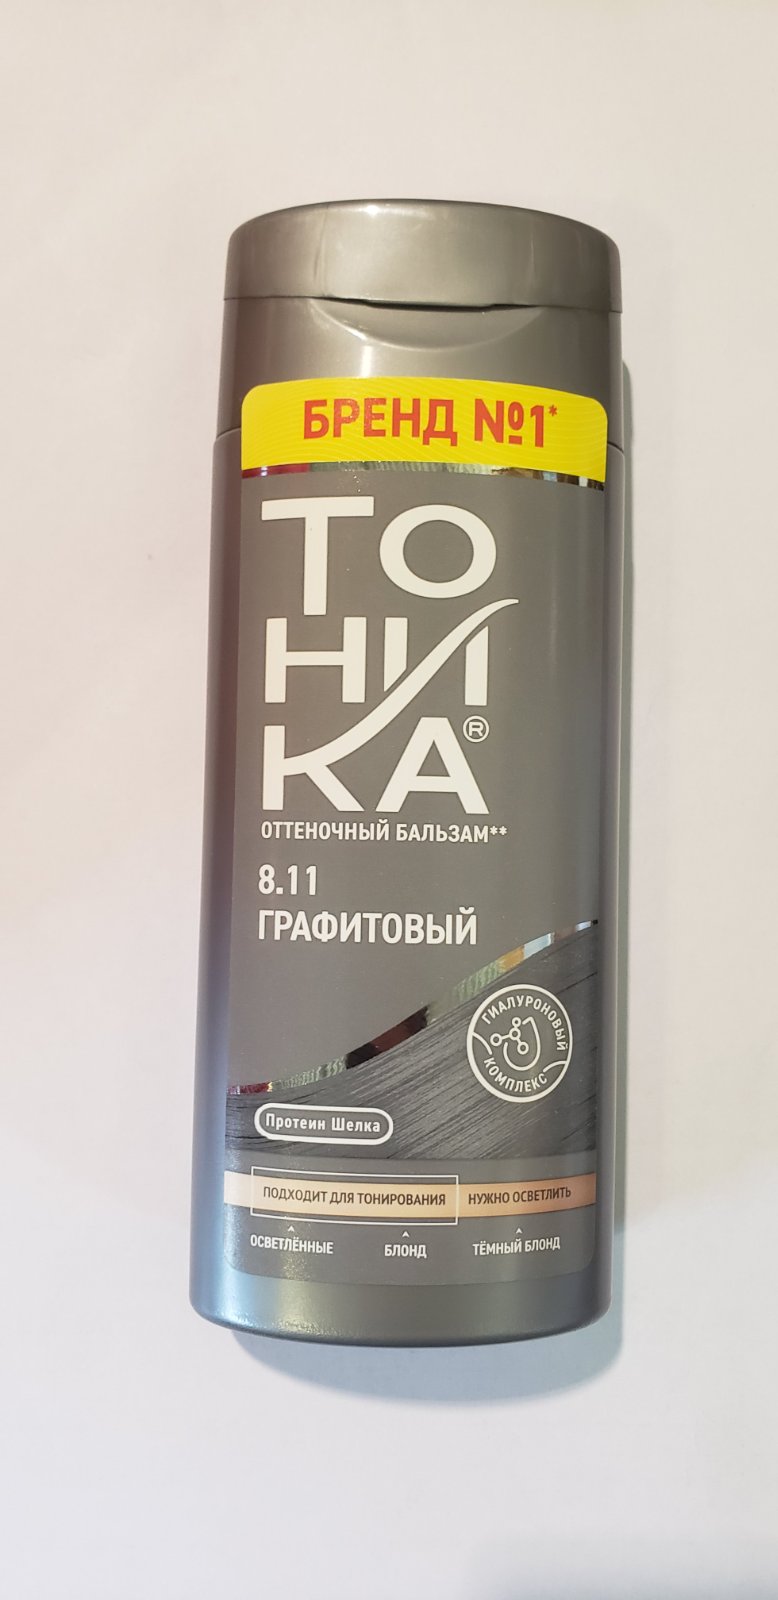 БРЕНД №1*
ТО
НИ
КА®
ОТТЕНОЧНЫЙ БАЛЬЗАМ**
8.11
ГРАФИТОВЫЙ
ГИАЛУРОНОВЫЙ
КОМПЛЕКС
Протеин Шелка
ПОДХОДИТ ДЛЯ ТОНИРОВАНИЯ НУЖНО ОСВЕТЛИТЬ
ОСВЕТЛЁННЫЕ БЛОНД ТЁМНЫЙ БЛОНД